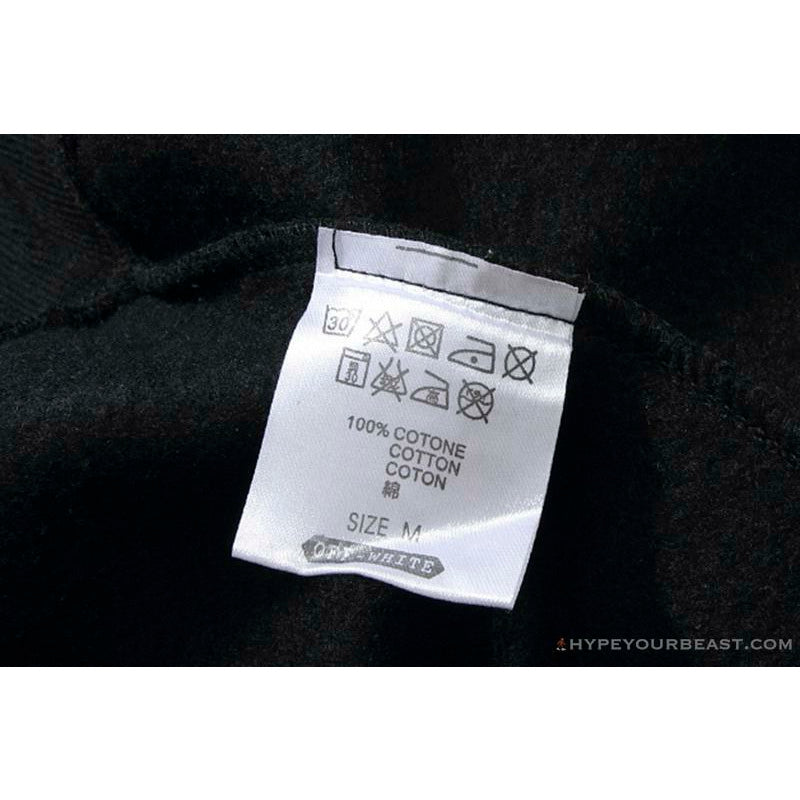 30
100% COTONE
COTTON
COTON
綿
SIZE M
OFF-WHITE
HYPEYOURBEAST.COM